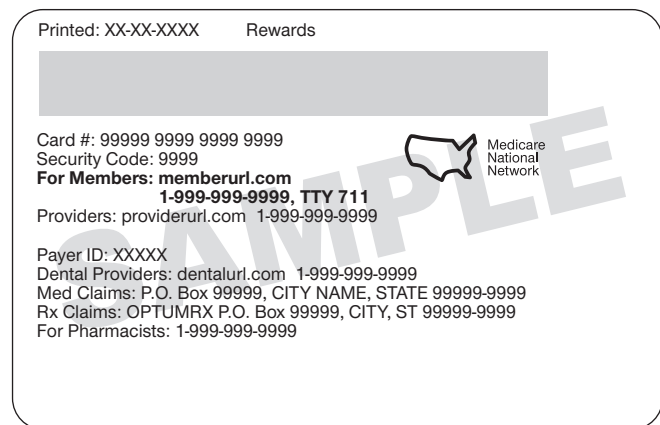 Printed: XX-XX-XXXX Rewards
Card #: 99999 9999 9999 9999
Security Code: 9999
Medicare
National
Network
For Members: memberurl.com
1-999-999-9999, TTY 711
Providers: providerurl.com 1-999-999-9999
SAMPLE
Payer ID: XXXXX
Dental Providers: dentalurl.com 1-999-999-9999
Med Claims: P.O. Box 99999, CITY NAME, STATE 99999-9999
Rx Claims: OPTUMRX P.O. Box 99999, CITY, ST 99999-9999
For Pharmacists: 1-999-999-9999